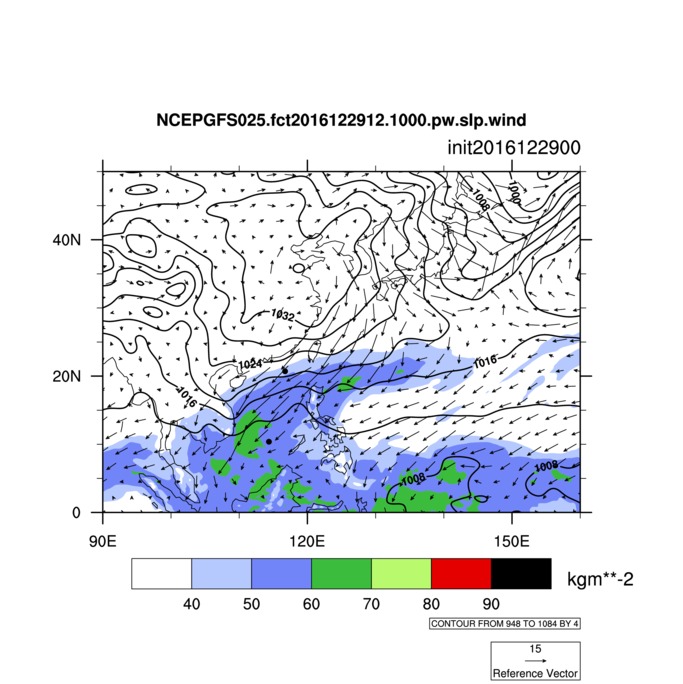 NCEPGFS025.fct2016122912.1000.pw.slp.wind
init2016122900
1008
1000
40N
1032
1024
1016
20N
1016
1008
1008
0
90E 120E 150E
kgm**-2
40 50 60 70 80 90
CONTOUR FROM 948 TO 1084 BY 4
15
Reference Vector